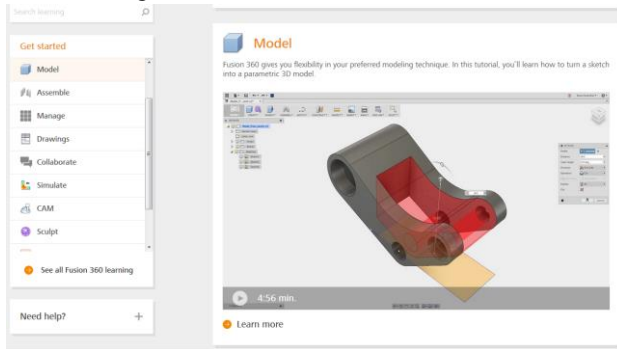 Search learning
Get started
Model
Assemble
Manage
Drawings
Collaborate
Simulate
CAM
Sculpt
See all Fusion 360 learning
Need help?
Model
Fusion 360 gives you flexibility in your preferred modeling technique. In this tutorial, you'll learn how to turn a sketch
into a parametric 3D model.
4:56 min.
Learn more